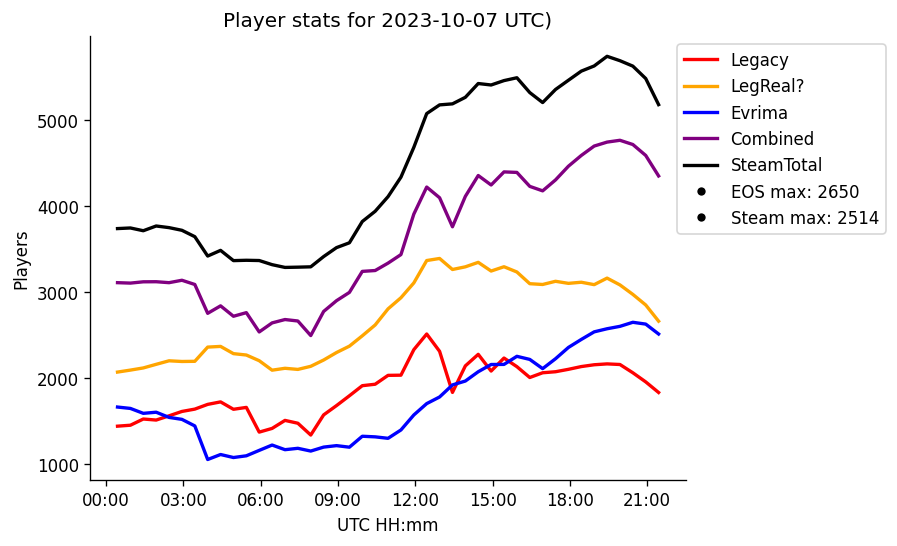 Player stats for 2023-10-07 UTC)
Legacy
LegReal?
Evrima
Combined
SteamTotal
EOS max: 2650
Steam max: 2514
Players
5000
4000
3000
2000
1000
00:00 03:00 06:00 09:00 12:00 15:00 18:00 21:00
UTC HH:mm